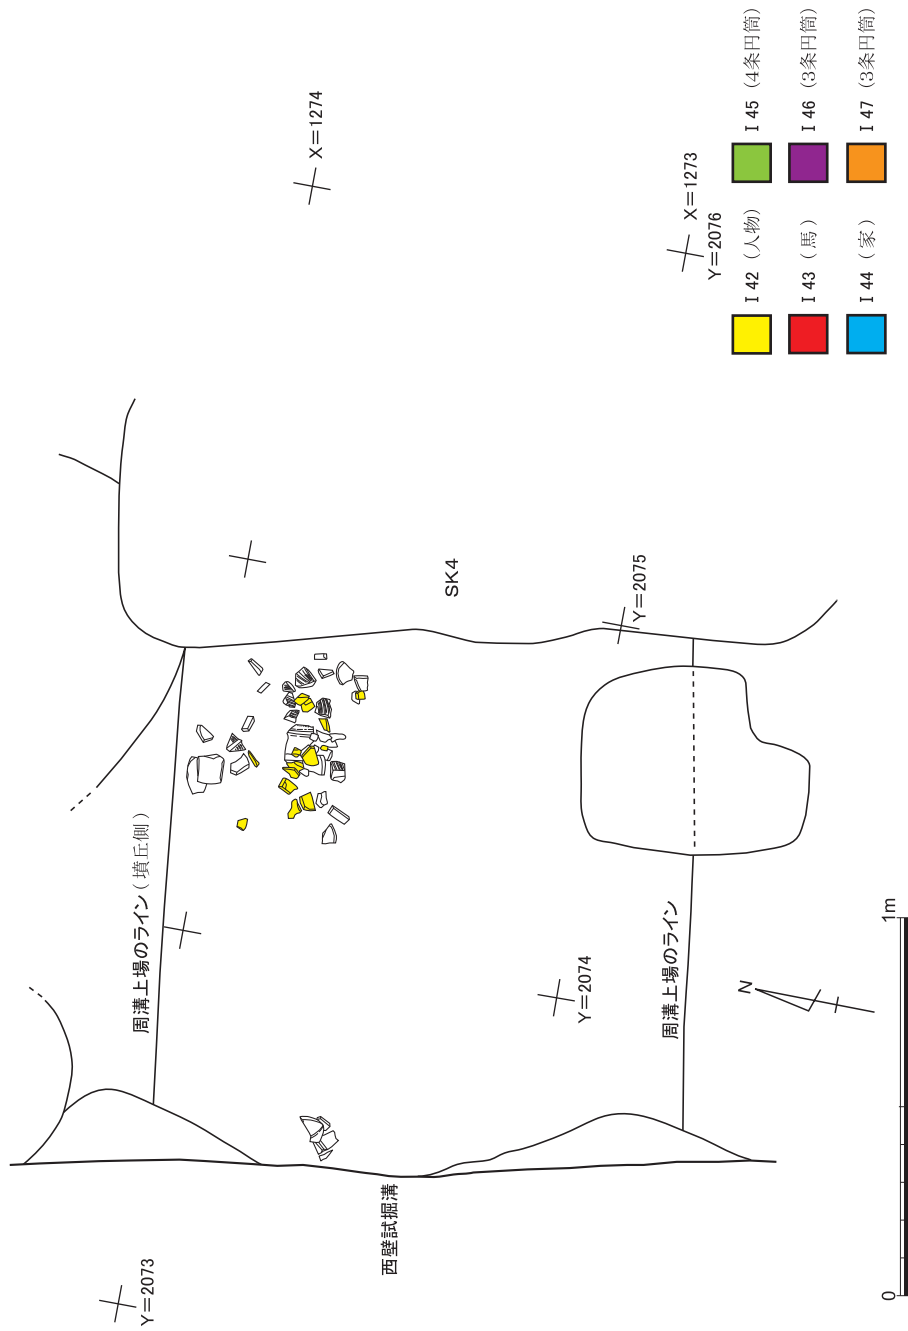 X＝1274
X＝1273
Y＝2076
SK4
Y＝2075
周溝上場のライン（墳丘側）
周溝上場のライン
Y＝2074
N
西壁試掘溝
Y＝2073
I 42（人物）
I 43（馬）
I 44（家）
I 45（4条円筒）
I 46（3条円筒）
I 47（3条円筒）
0
1m